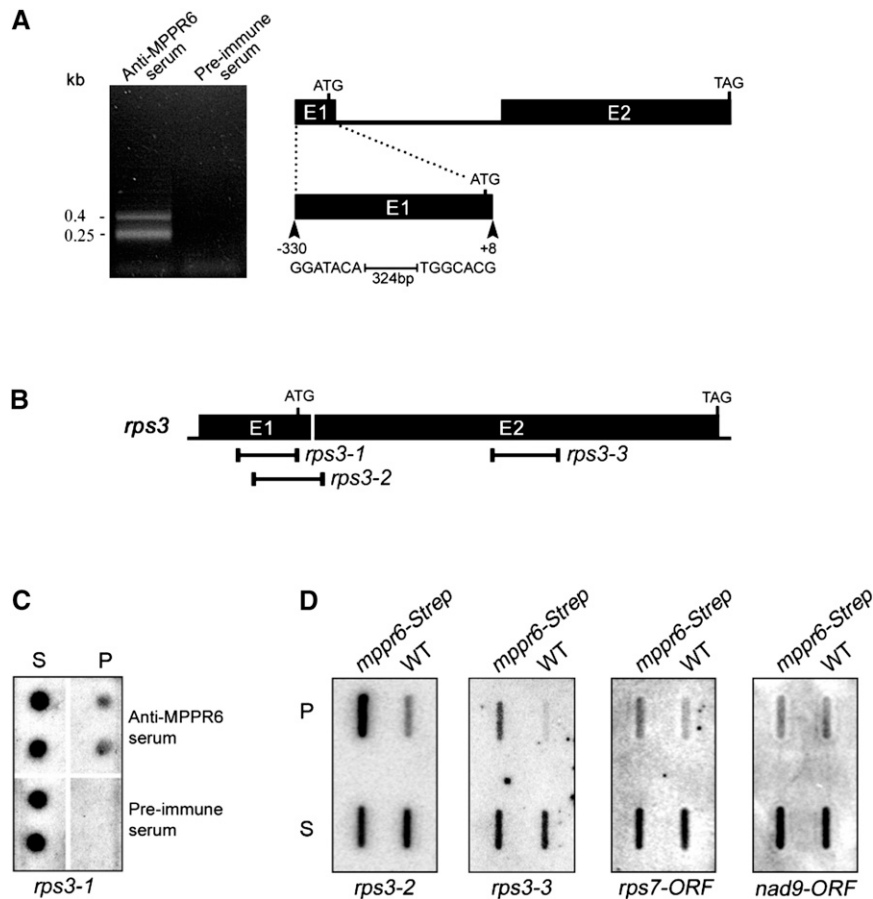 A
Anti-MPPR6
serum
Pre-immune
serum
kb
0.4 -
0.25 -
ATG
TAG
E1
E2
ATG
E1
-330
+8
GGATACA
324bp
TGGCACG
B
ATG
TAG
rps3
E1
E2
rps3-1
rps3-3
rps3-2
C
S
P
Anti-MPPR6
serum
Pre-immune
serum
rps3-1
D
mppr6-Strep
WT
mppr6-Strep
WT
mppr6-Strep
WT
mppr6-Strep
WT
P
S
rps3-2
rps3-3
rps7-ORF
nad9-ORF